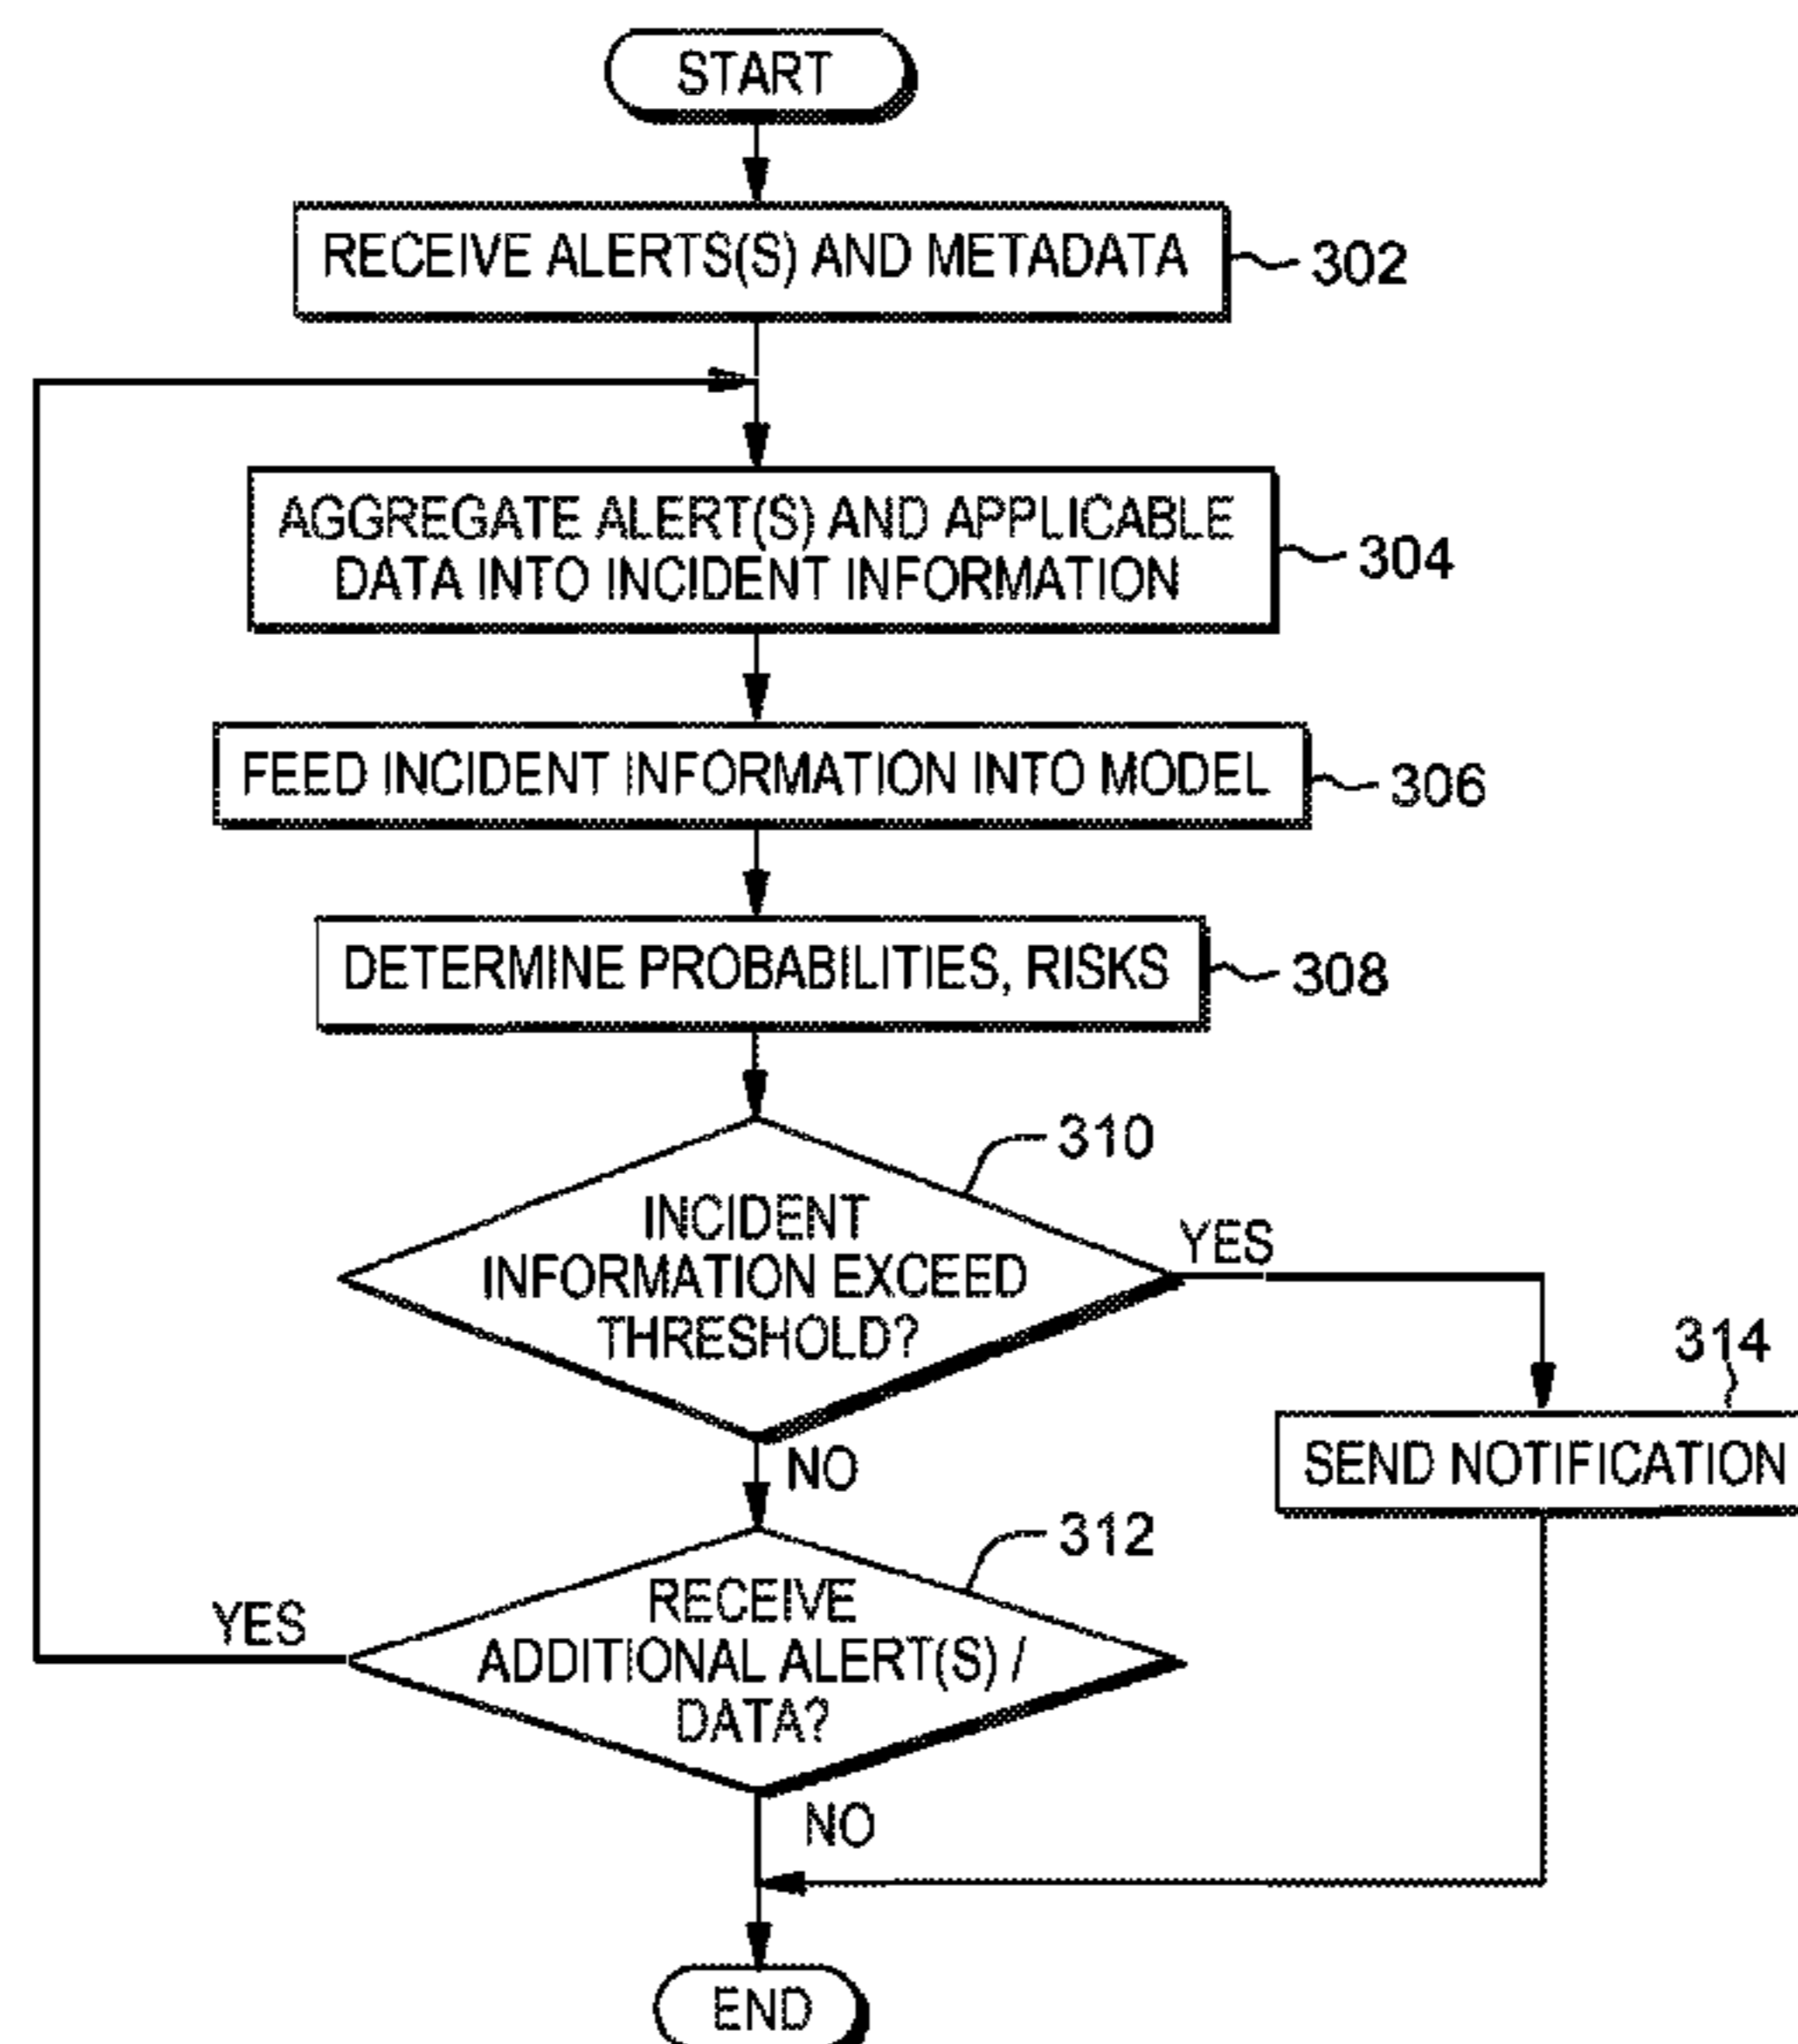 START
RECEIVE ALERTS(S) AND METADATA
302
AGGREGATE ALERT(S) AND APPLICABLE
DATA INTO INCIDENT INFORMATION
304
FEED INCIDENT INFORMATION INTO MODEL
306
DETERMINE PROBABILITIES, RISKS
308
310
INCIDENT
INFORMATION EXCEED
THRESHOLD?
YES
314
SEND NOTIFICATION
NO
312
RECEIVE
ADDITIONAL ALERT(S) /
DATA?
YES
NO
END